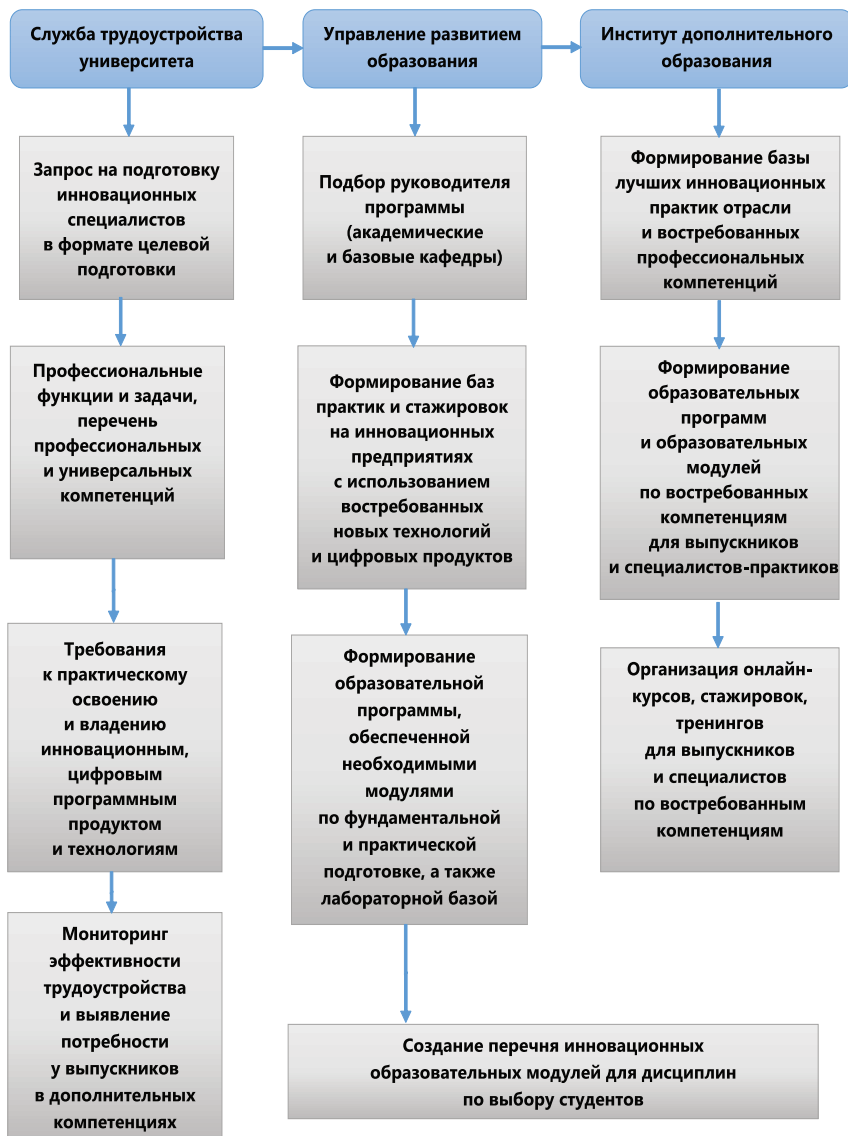 Служба трудоустройства
университета
Управление развитием
образования
Институт дополнительного
образования
Запрос на подготовку
инновационных
специалистов
в формате целевой
подготовки
Профессиональные
функции и задачи,
перечень
профессиональных
и универсальных
компетенций
Требования
к практическому
освоению
и владению
инновационным,
цифровым
программным
продуктом
и технологиям
Мониторинг
эффективности
трудоустройства
и выявление
потребности
у выпускников
в дополнительных
компетенциях
Подбор руководителя
программы
(академические
и базовые кафедры)
Формирование баз
практик и стажировок
на инновационных
предприятиях
с использованием
востребованных
новых технологий
и цифровых продуктов
Формирование
образовательной
программы,
обеспеченной
необходимыми
модулями
по фундаментальной
и практической
подготовке, а также
лабораторной базой
Создание перечня инновационных
образовательных модулей для дисциплин
по выбору студентов
Формирование базы
лучших инновационных
практик отрасли
и востребованных
профессиональных
компетенций
Формирование
образовательных
программ
и образовательных
модулей
по востребованных
компетенциям
для выпускников
и специалистов-практиков
Организация онлайн-
курсов, стажировок,
тренингов
для выпускников
и специалистов
по востребованным
компетенциям